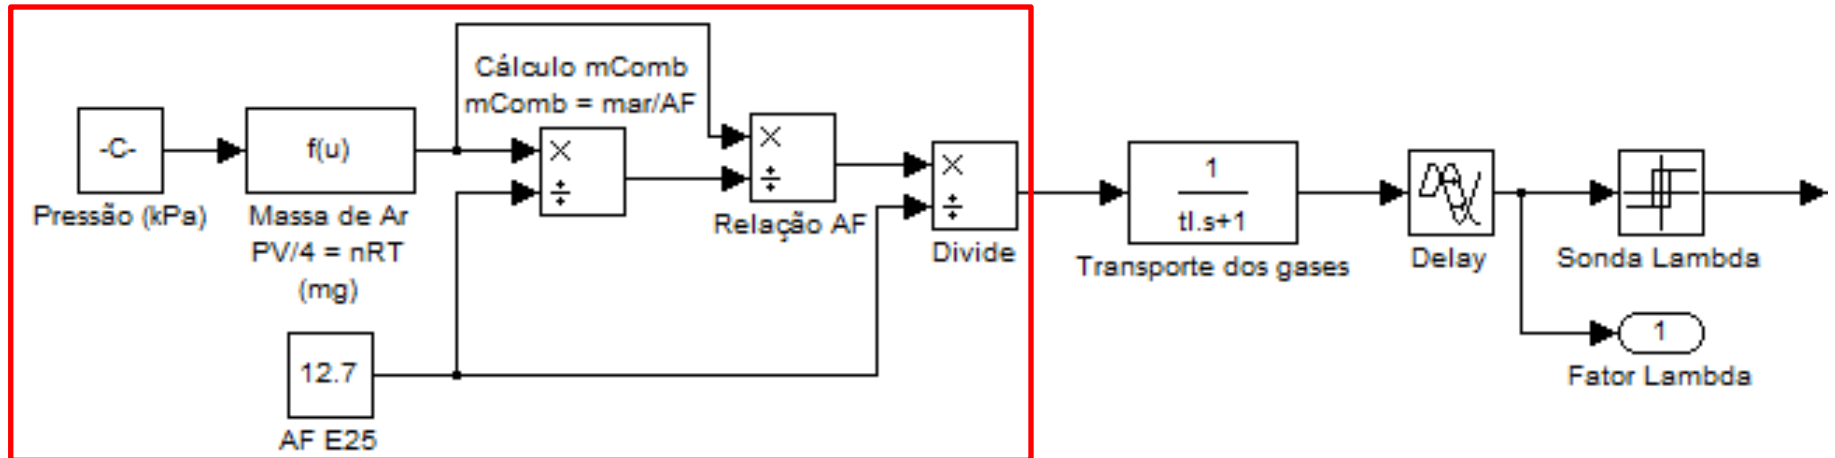 Cálculo mComb
mComb = mar/AF
-C-
Pressão (kPa)
f(u)
Massa de Ar
PV/4 = nRT
(mg)
×
÷
×
÷
Relação AF
×
÷
Divide
1
tl.s+1
Transporte dos gases
Delay
Sonda Lambda
1
Fator Lambda
12.7
AF E25